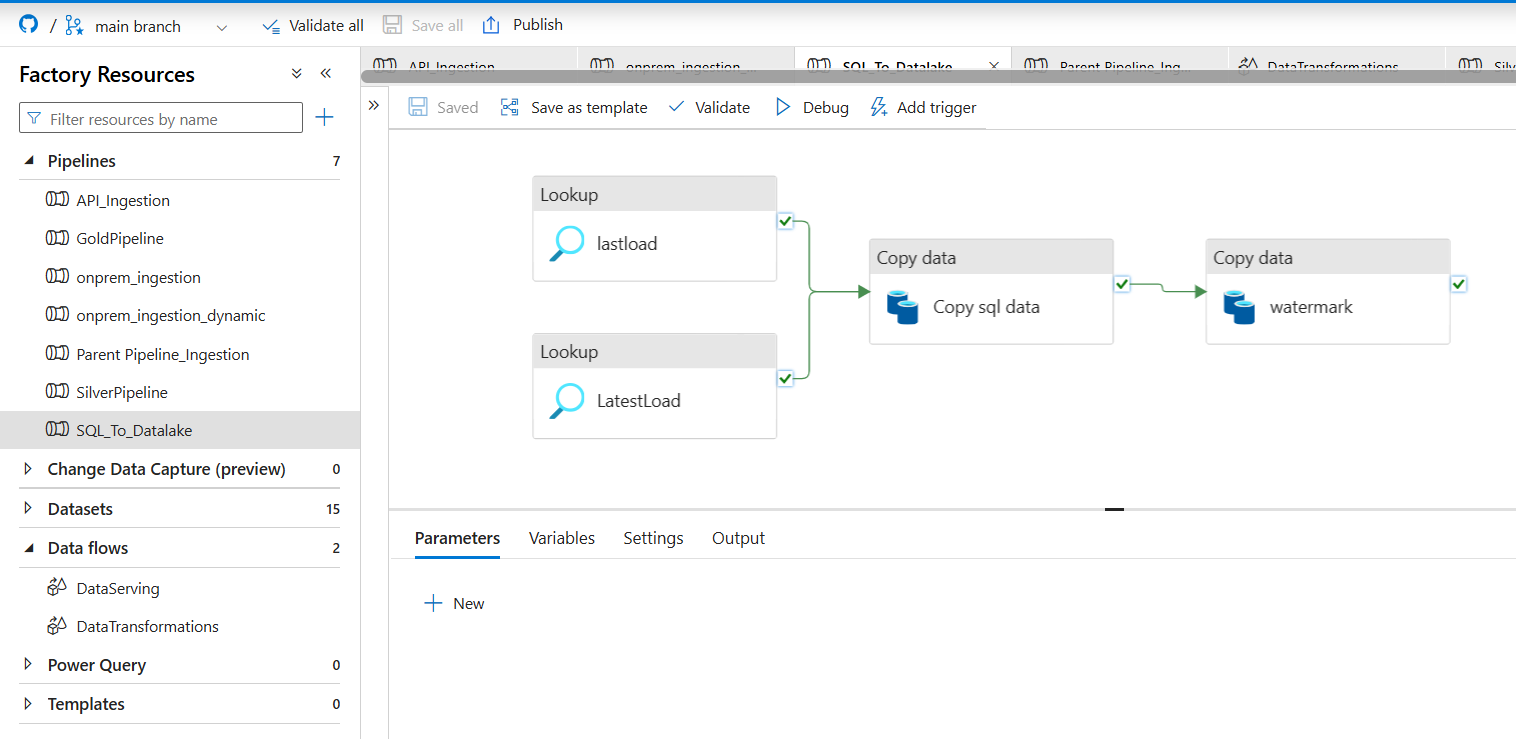 / main branch Validate all Save all Publish
Factory Resources
Filter resources by name
Pipelines 7
API_Ingestion
GoldPipeline
onprem_ingestion
onprem_ingestion_dynamic
Parent Pipeline_Ingestion
SilverPipeline
SQL_To_Datalake
Change Data Capture (preview) 0
Datasets 15
Data flows 2
DataServing
DataTransformations
Power Query 0
Templates 0
API_Ingestion onprem_ingestion_... SQL_To_Datalake Parent Pipeline_Ing... DataTransformations Silv
Saved Save as template Validate Debug Add trigger
Lookup
lastload
Lookup
LatestLoad
Copy data
Copy sql data
Copy data
watermark
Parameters Variables Settings Output
New